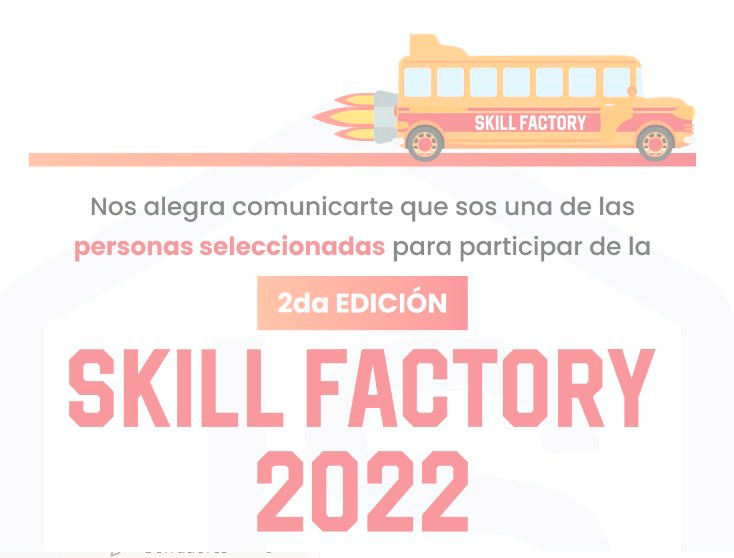 SKILL FACTORY
Nos alegra comunicarte que sos una de las
personas seleccionadas para participar de la
2da EDICIÓN
SKILL FACTORY
2022